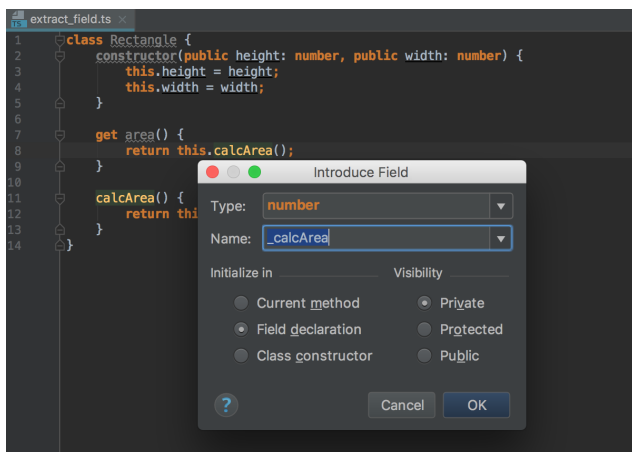 TS extract_field.ts ×
1 class Rectangle {
2 constructor(public height: number, public width: number) {
3 this.height = height;
4 this.width = width;
5 }
6
7 get area() {
8 return this.calcArea();
9 }
10
11 calcArea() {
12 return thi
13 }
14 }
Introduce Field
Type: number
Name: _calcArea
Initialize in Visibility
Current method Private
Field declaration Protected
Class constructor Public
? Cancel OK